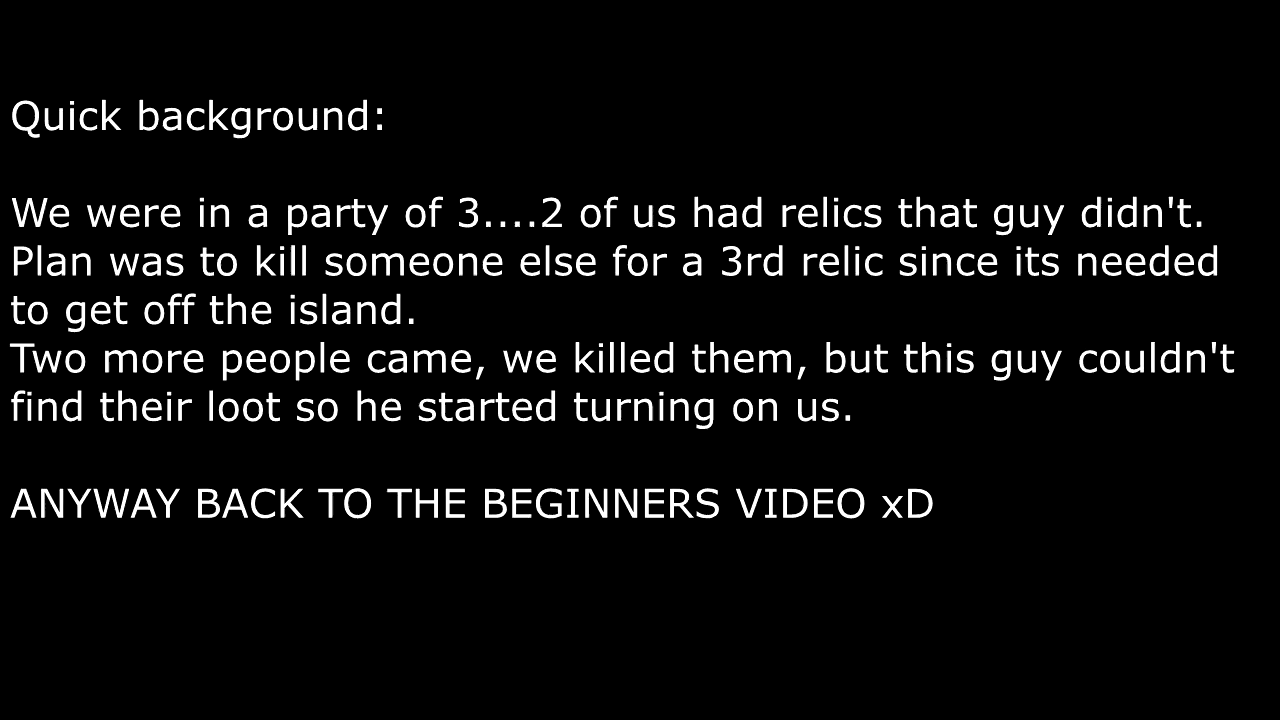 Quick background:
We were in a party of 3....2 of us had relics that guy didn't.
Plan was to kill someone else for a 3rd relic since its needed
to get off the island.
Two more people came, we killed them, but this guy couldn't
find their loot so he started turning on us.
ANYWAY BACK TO THE BEGINNERS VIDEO xD